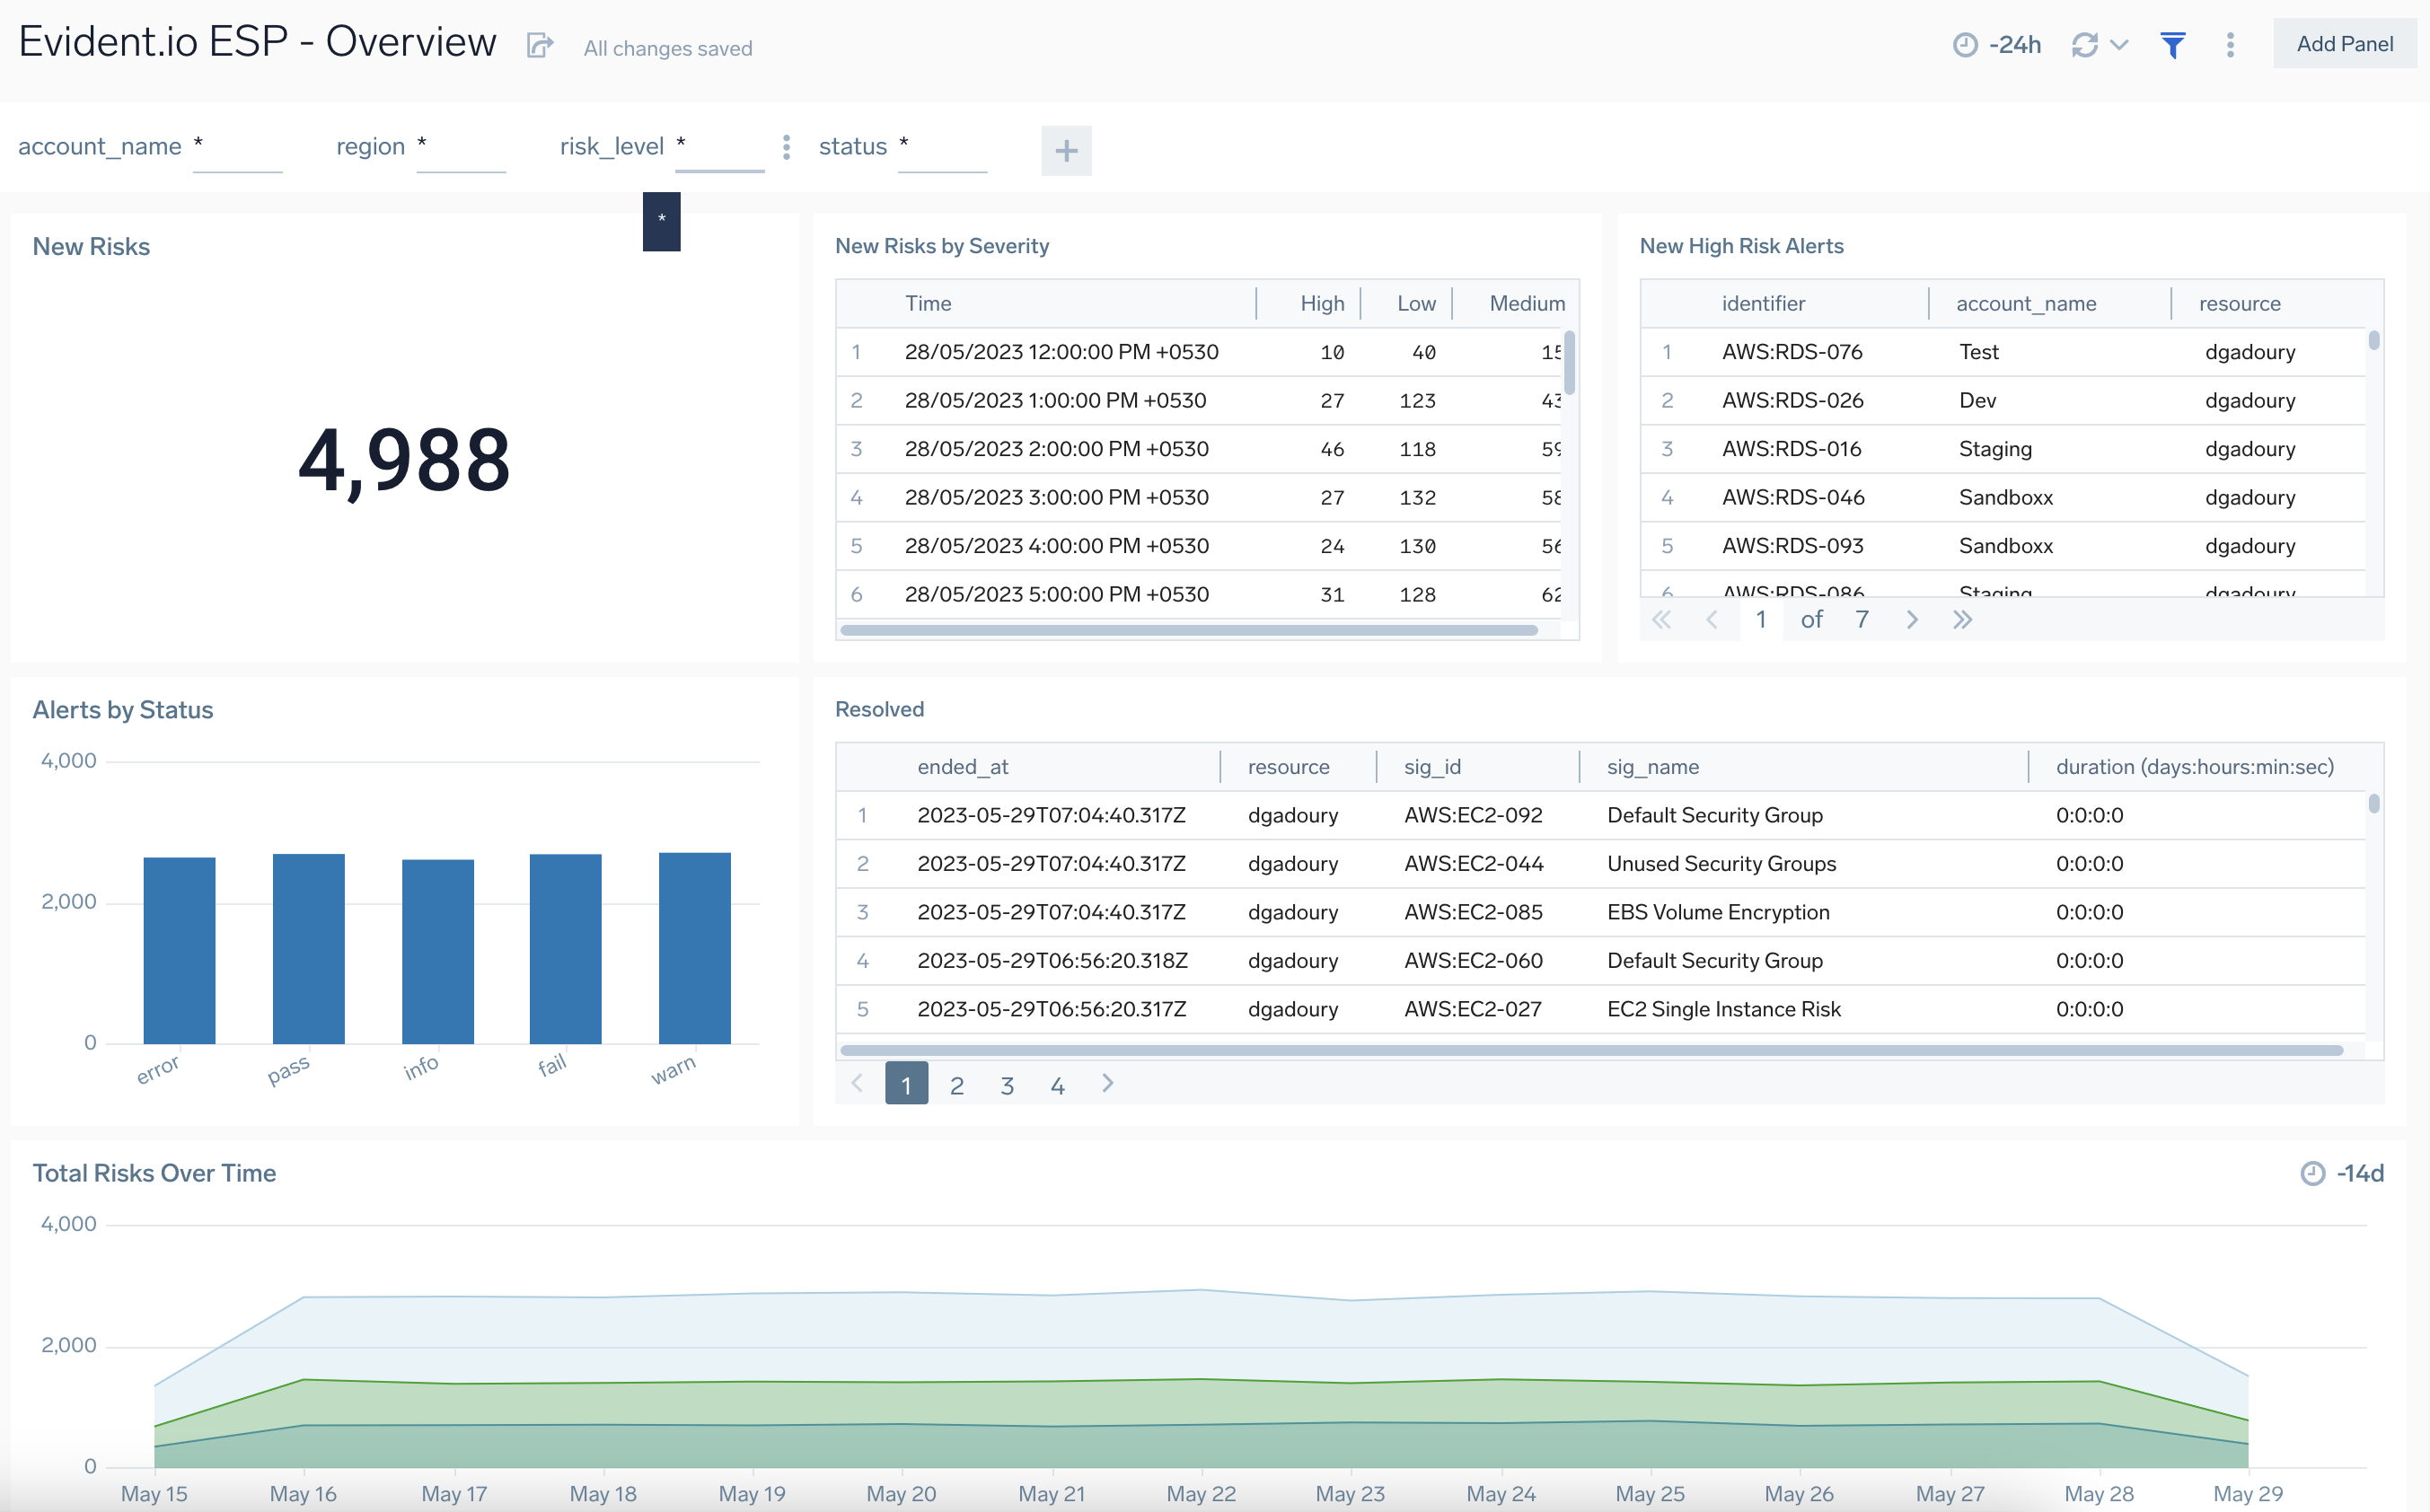 Evident.io ESP - Overview
All changes saved
-24h
Add Panel
account_name *
region *
risk_level *
status *
*
New Risks
4,988
New Risks by Severity
Time High Low Medium
1 28/05/2023 12:00:00 PM +0530 10 40
2 28/05/2023 1:00:00 PM +0530 27 123
3 28/05/2023 2:00:00 PM +0530 46 118
4 28/05/2023 3:00:00 PM +0530 27 132
5 28/05/2023 4:00:00 PM +0530 24 130
6 28/05/2023 5:00:00 PM +0530 31 128
New High Risk Alerts
identifier account_name resource
1 AWS:RDS-076 Test dgadoury
2 AWS:RDS-026 Dev dgadoury
3 AWS:RDS-016 Staging dgadoury
4 AWS:RDS-046 Sandboxx dgadoury
5 AWS:RDS-093 Sandboxx dgadoury
6 AWS:RDS-086 Staging dgadoury
1 of 7
Alerts by Status
4,000
2,000
0
error pass info fail warn
Resolved
ended_at resource sig_id sig_name duration (days:hours:min:sec)
1 2023-05-29T07:04:40.317Z dgadoury AWS:EC2-092 Default Security Group 0:0:0:0
2 2023-05-29T07:04:40.317Z dgadoury AWS:EC2-044 Unused Security Groups 0:0:0:0
3 2023-05-29T07:04:40.317Z dgadoury AWS:EC2-085 EBS Volume Encryption 0:0:0:0
4 2023-05-29T06:56:20.318Z dgadoury AWS:EC2-060 Default Security Group 0:0:0:0
5 2023-05-29T06:56:20.317Z dgadoury AWS:EC2-027 EC2 Single Instance Risk 0:0:0:0
1 2 3 4
Total Risks Over Time
-14d
4,000
2,000
0
May 15 May 16 May 17 May 18 May 19 May 20 May 21 May 22 May 23 May 24 May 25 May 26 May 27 May 28 May 29